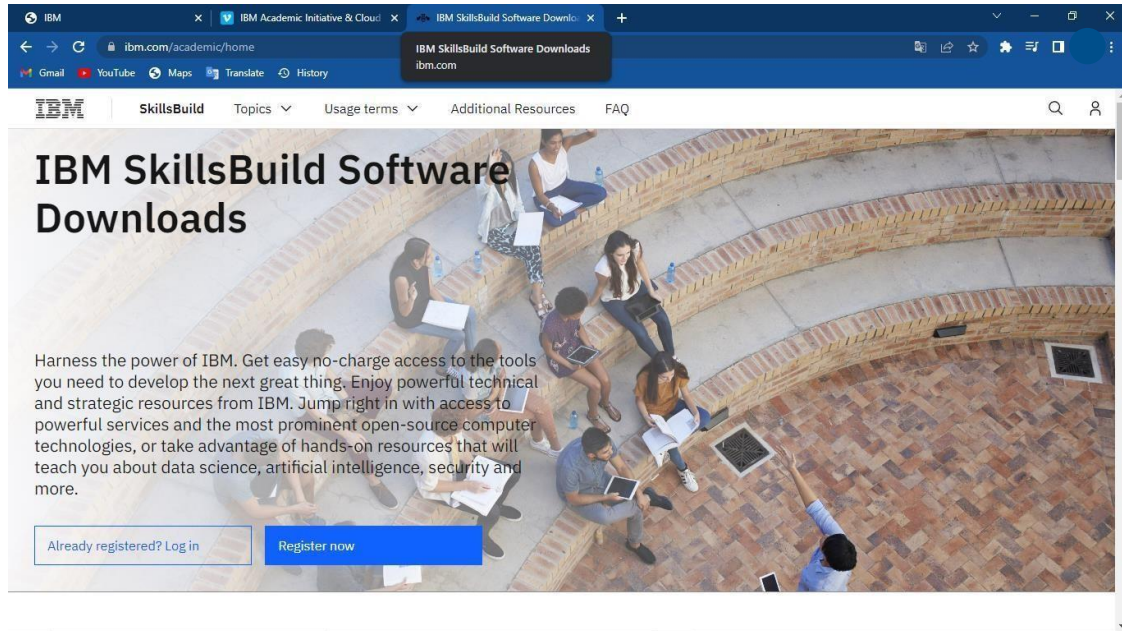 IBM
IBM Academic Initiative & Cloud
IBM SkillsBuild Software Downlo
ibm.com/academic/home
IBM SkillsBuild Software Downloads
ibm.com
Gmail YouTube Maps Translate History
IBM SkillsBuild Topics Usage terms Additional Resources FAQ
IBM SkillsBuild Software
Downloads
Harness the power of IBM. Get easy no-charge access to the tools
you need to develop the next great thing. Enjoy powerful technical
and strategic resources from IBM. Jump right in with access to
powerful services and the most prominent open-source computer
technologies, or take advantage of hands-on resources that will
teach you about data science, artificial intelligence, security and
more.
Already registered? Log in
Register now